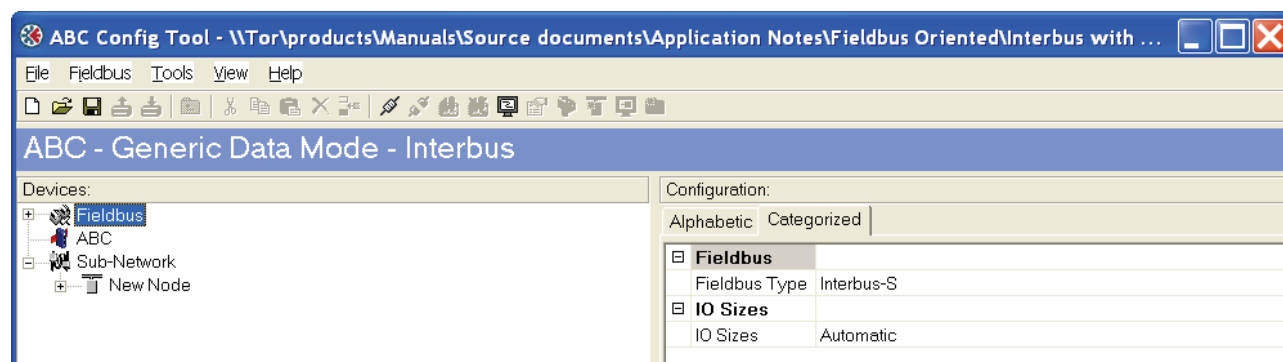 ABC Config Tool - \\Tor\products\Manuals\Source documents\Application Notes\Fieldbus Oriented\Interbus with ...
File Fieldbus Tools View Help
ABC - Generic Data Mode - Interbus
Devices:
Fieldbus
ABC
Sub-Network
New Node
Configuration:
Alphabetic Categorized
Fieldbus
Fieldbus Type Interbus-S
IO Sizes
IO Sizes Automatic